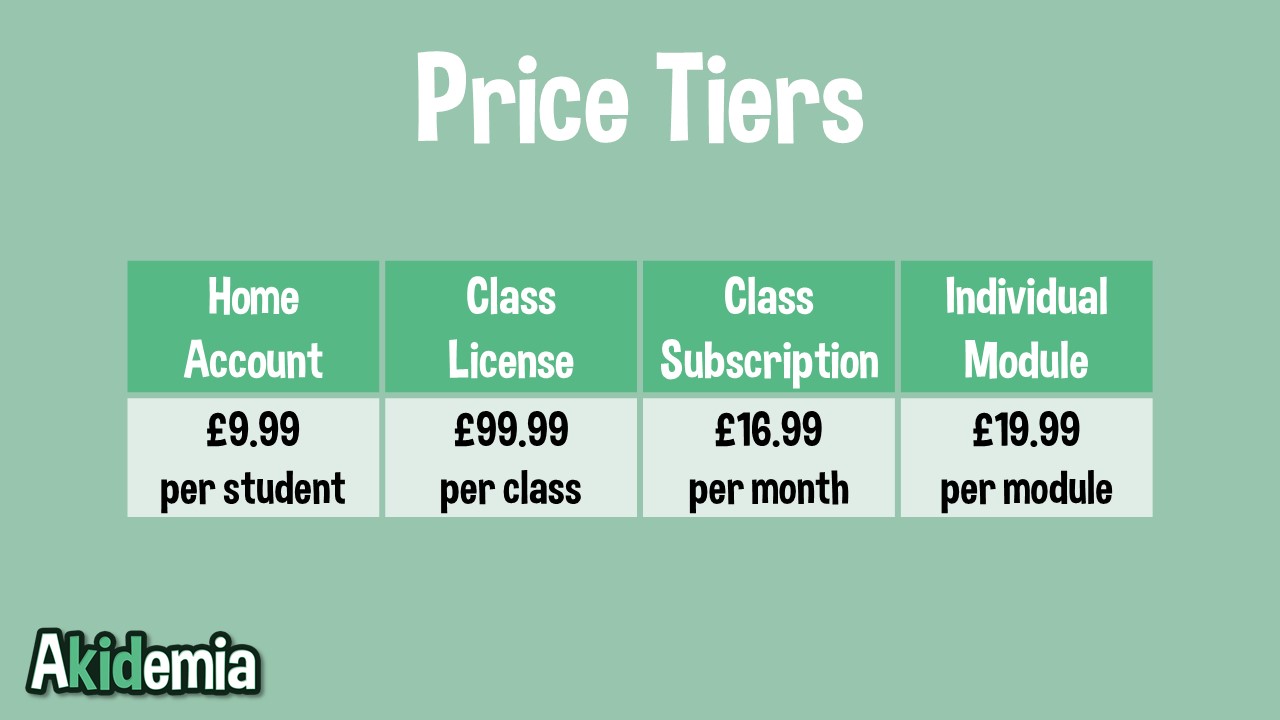 Price Tiers
Home Account
Class License
Class Subscription
Individual Module
£9.99 per student
£99.99 per class
£16.99 per month
£19.99 per module
Akidemia